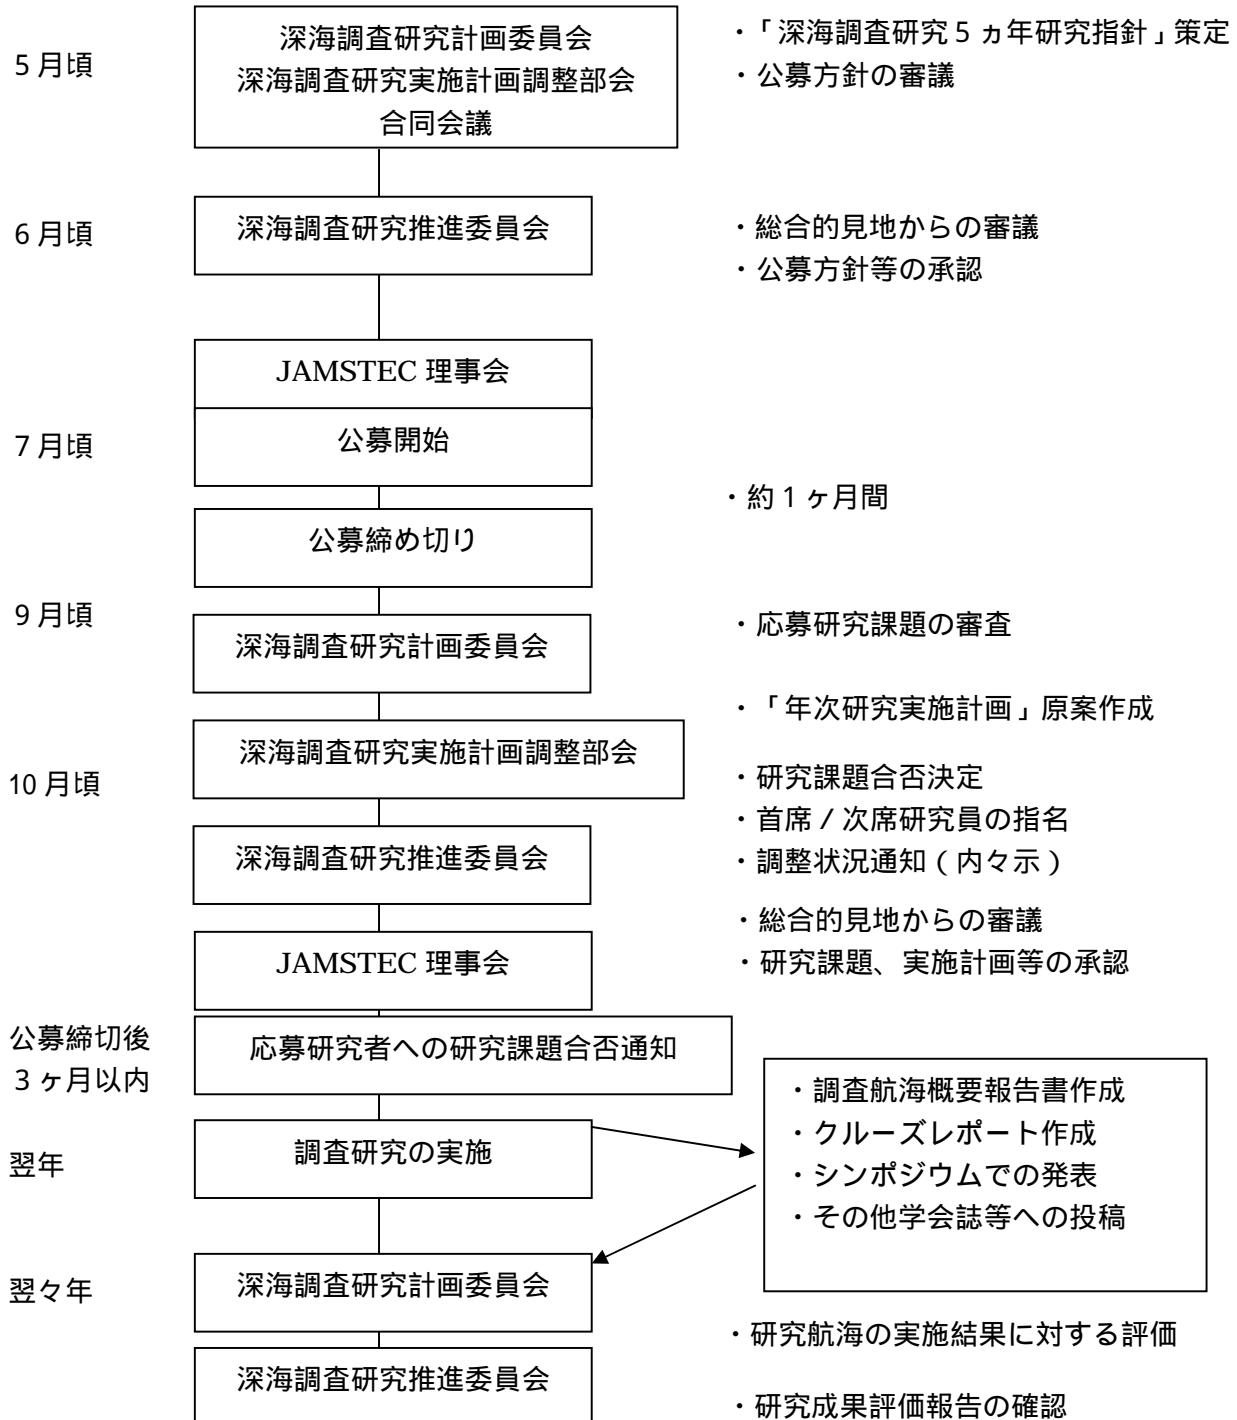 5月頃
深海調査研究計画委員会
深海調査研究実施計画調整部会
合同会議
・「深海調査研究5ヵ年研究指針」策定
・公募方針の審議
6月頃
深海調査研究推進委員会
・総合的見地からの審議
・公募方針等の承認
JAMSTEC 理事会
7月頃
公募開始
・約1ヶ月間
公募締め切り
9月頃
深海調査研究計画委員会
・応募研究課題の審査
・「年次研究実施計画」原案作成
深海調査研究実施計画調整部会
10月頃
・研究課題合否決定
・首席/次席研究員の指名
・調整状況通知(内々示)
深海調査研究推進委員会
・総合的見地からの審議
・研究課題、実施計画等の承認
JAMSTEC 理事会
公募締切後
3ヶ月以内
応募研究者への研究課題合否通知
・調査航海概要報告書作成
・クルーズレポート作成
・シンポジウムでの発表
・その他学会誌等への投稿
翌年
調査研究の実施
翌々年
深海調査研究計画委員会
・研究航海の実施結果に対する評価
深海調査研究推進委員会
・研究成果評価報告の確認